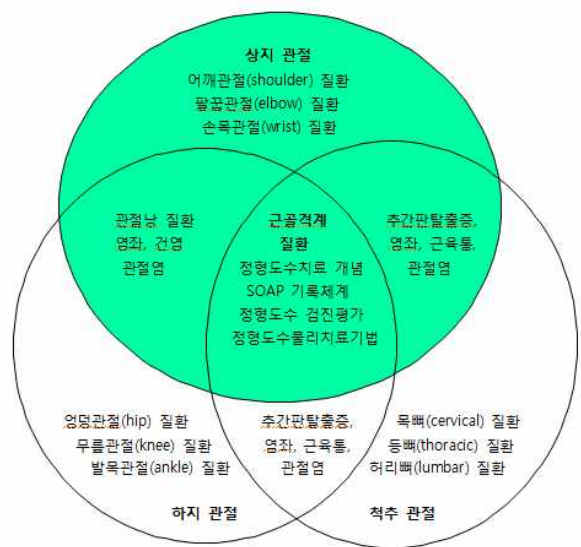 상지 관절
어깨관절(shoulder) 질환
팔꿉관절(elbow) 질환
손목관절(wrist) 질환
관절낭 질환
염좌, 건염
관절염
근골격계
질환
정형도수치료 개념
SOAP 기록체계
정형도수 검진평가
정형도수물리치료기법
추간판탈출증,
염좌, 근육통,
관절염
엉덩관절(hip) 질환
무릎관절(knee) 질환
발목관절(ankle) 질환
하지 관절
추간판탈출증,
염좌, 근육통,
관절염
목뼈(cervical) 질환
등뼈(thoracic) 질환
허리뼈(lumbar) 질환
척추 관절